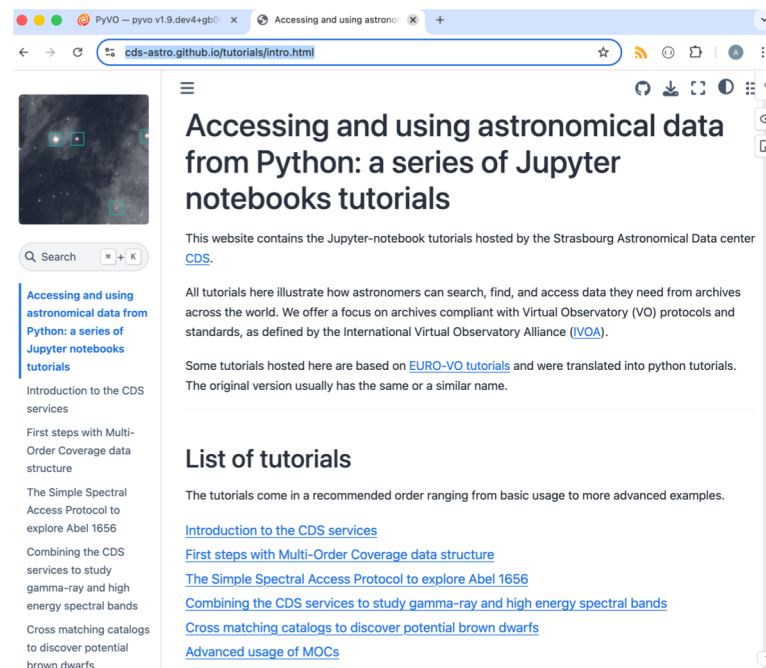 PyVO — pyvo v1.9.dev4+gb0
Accessing and using astronom
cds-astro.github.io/tutorials/intro.html
A
Search
⌘ + K
Accessing and using
astronomical data from
Python: a series of
Jupyter notebooks
tutorials
Introduction to the CDS
services
First steps with Multi-
Order Coverage data
structure
The Simple Spectral
Access Protocol to
explore Abel 1656
Combining the CDS
services to study
gamma-ray and high
energy spectral bands
Cross matching catalogs
to discover potential
brown dwarfs
Accessing and using astronomical data
from Python: a series of Jupyter
notebooks tutorials
This website contains the Jupyter-notebook tutorials hosted by the Strasbourg Astronomical Data center
CDS.
All tutorials here illustrate how astronomers can search, find, and access data they need from archives
across the world. We offer a focus on archives compliant with Virtual Observatory (VO) protocols and
standards, as defined by the International Virtual Observatory Alliance (IVOA).
Some tutorials hosted here are based on EURO-VO tutorials and were translated into python tutorials.
The original version usually has the same or a similar name.
List of tutorials
The tutorials come in a recommended order ranging from basic usage to more advanced examples.
Introduction to the CDS services
First steps with Multi-Order Coverage data structure
The Simple Spectral Access Protocol to explore Abel 1656
Combining the CDS services to study gamma-ray and high energy spectral bands
Cross matching catalogs to discover potential brown dwarfs
Advanced usage of MOCs